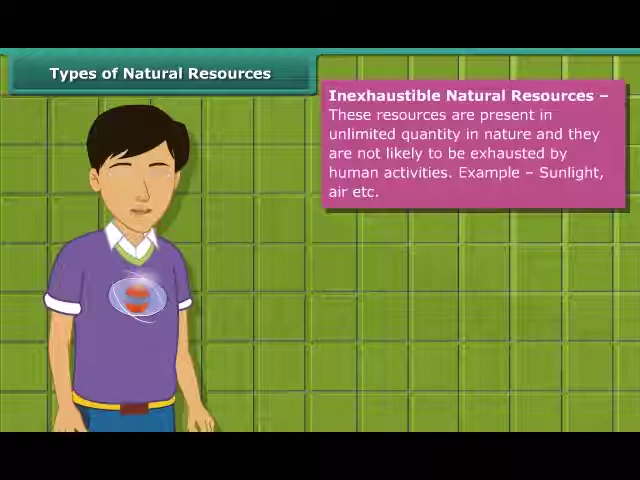 Types of Natural Resources
Inexhaustible Natural Resources –
These resources are present in
unlimited quantity in nature and they
are not likely to be exhausted by
human activities. Example – Sunlight,
air etc.